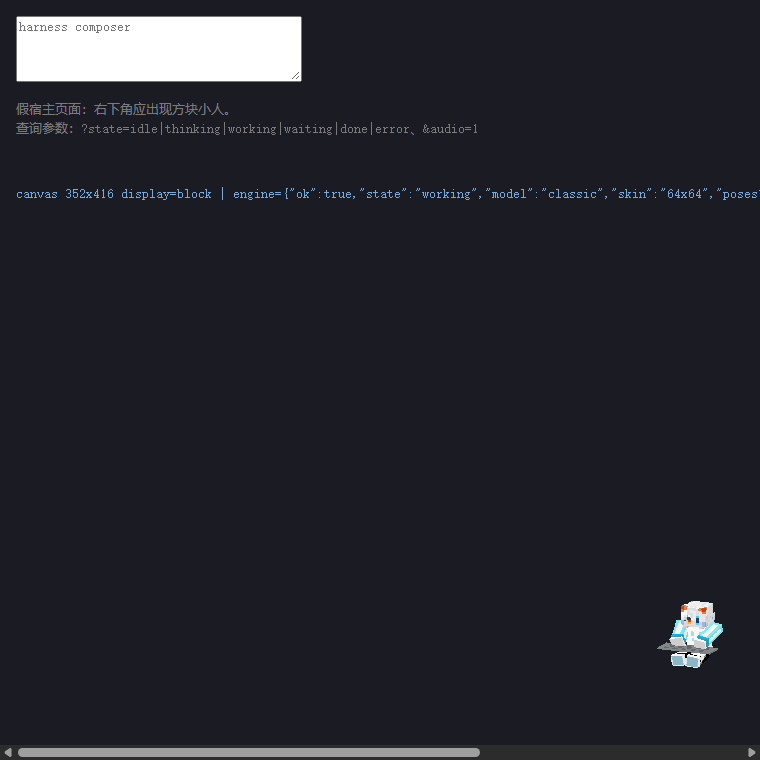 harness composer
假宿主页面：右下角应出现方块小人。
查询参数：?state=idle|thinking|working|waiting|done|error、&audio=1
canvas 352x416 display=block | engine={"ok":true,"state":"working","model":"classic","skin":"64x64","poses"